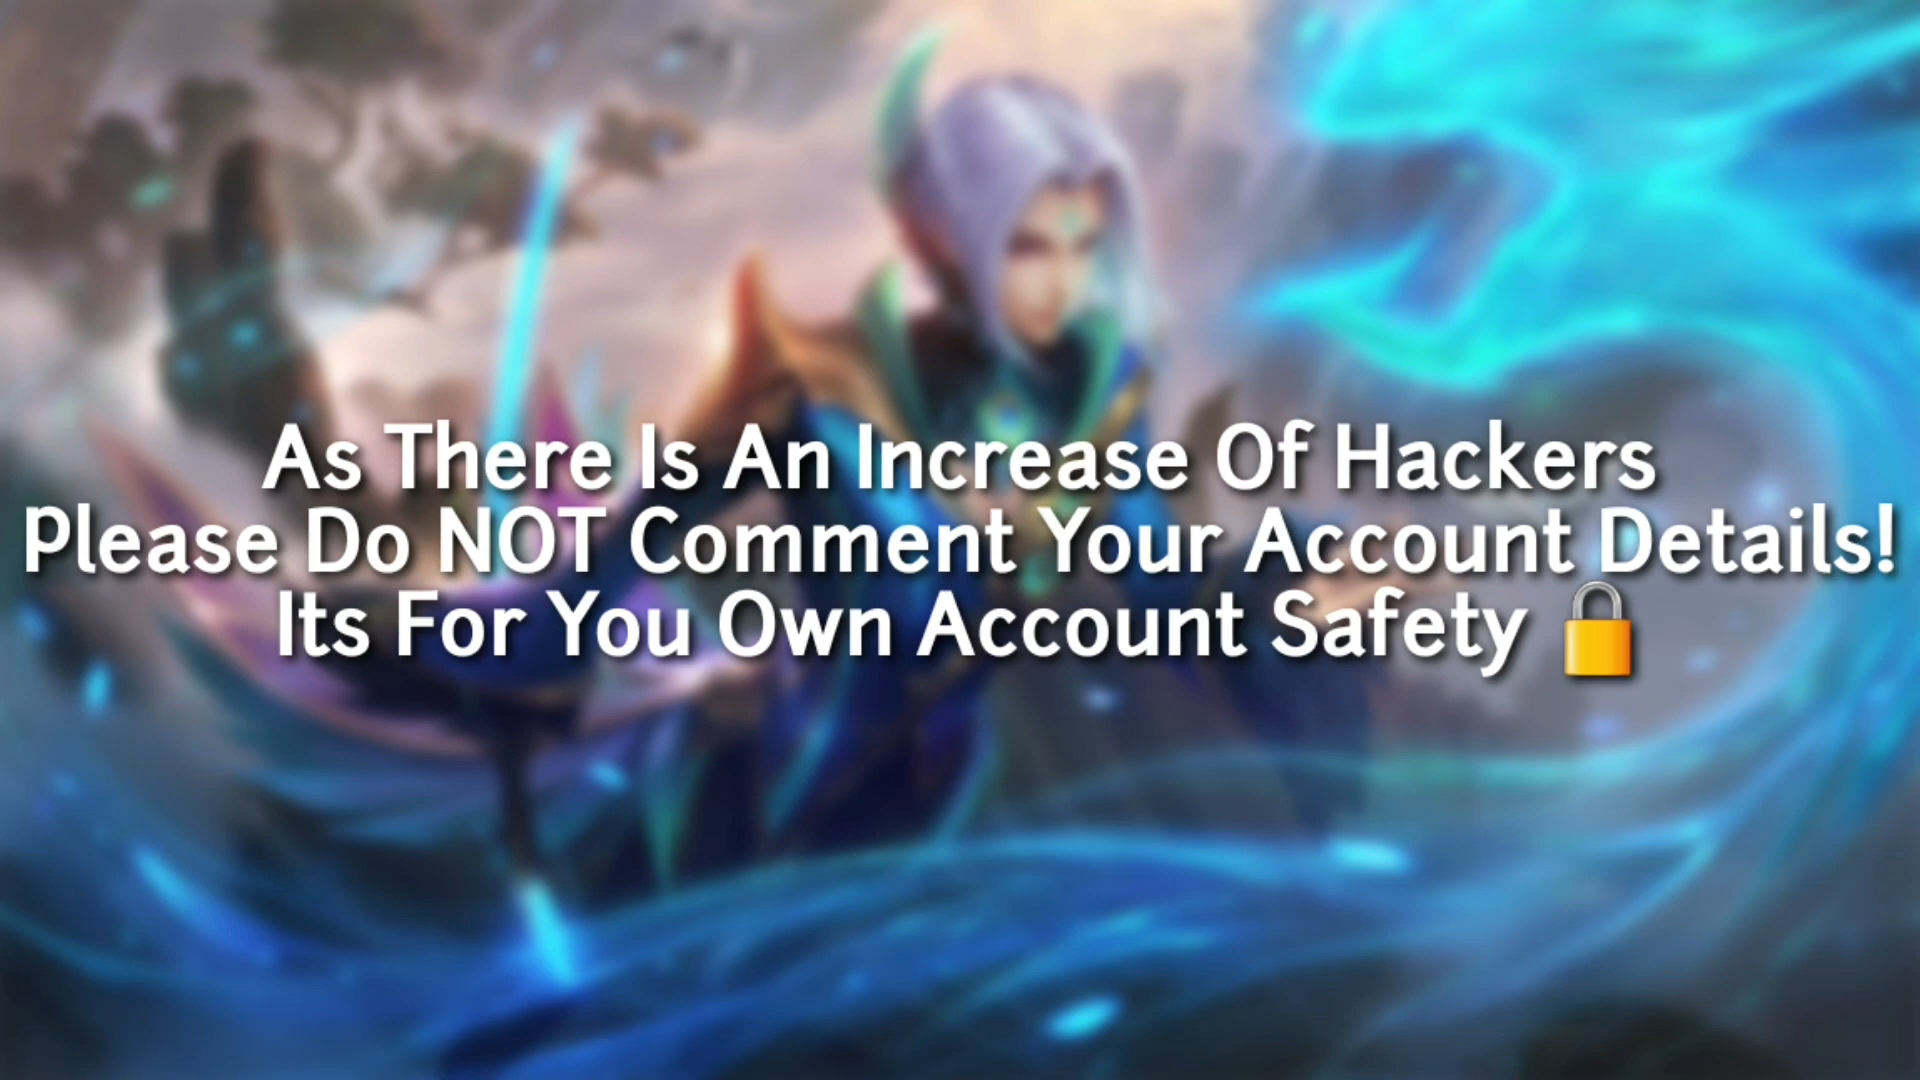 As There Is An Increase Of Hackers
Please Do NOT Comment Your Account Details!
Its For You Own Account Safety 🔒